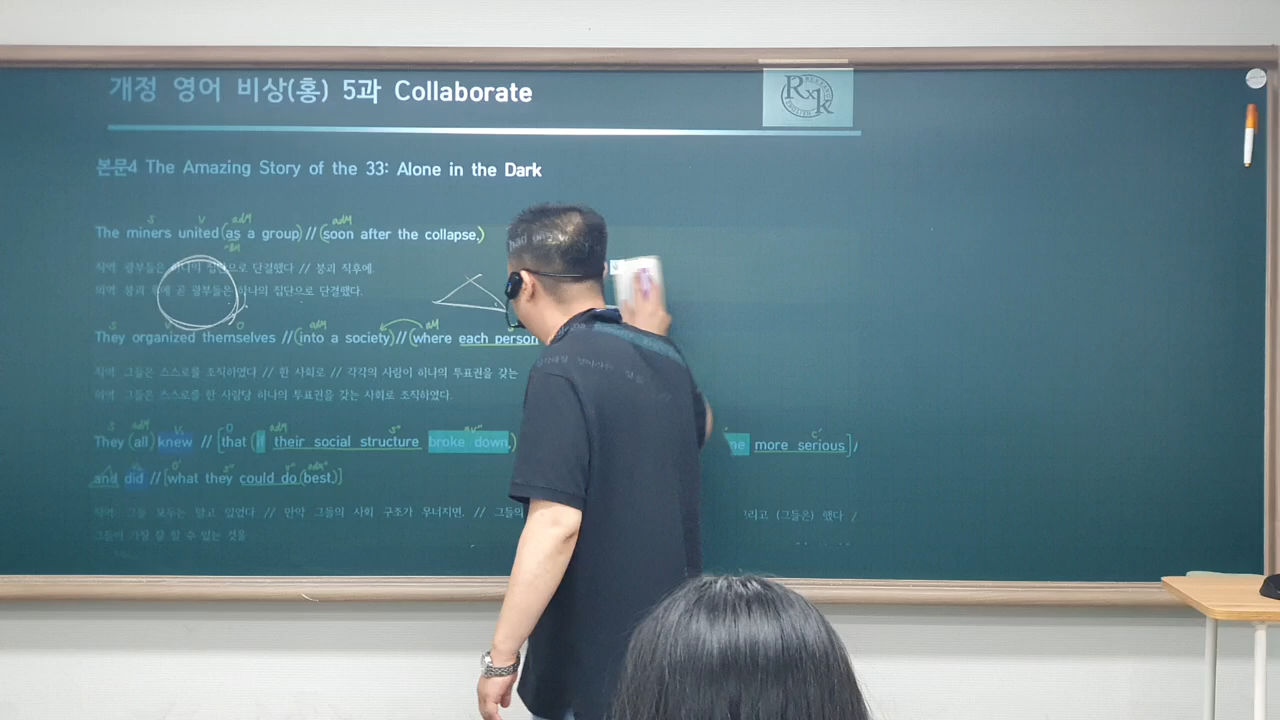 개정 영어 비상(홍) 5과 Collaborate
RxK
본문4 The Amazing Story of the 33: Alone in the Dark
S V adM adM
The miners united (as a group) // (soon after the collapse.)
직역 광부들은 하나의 집단으로 단결했다 // 붕괴 직후에.
의역 붕괴 곧 광부들은 하나의 집단으로 단결했다.
S V O adM aM
They organized themselves // (into a society) // (where each person
직역 그들은 스스로를 조직하였다 // 한 사회로 // 각각의 사람이 하나의 투표권을 갖는
의역 그들은 스스로를 한 사람당 하나의 투표권을 갖는 사회로 조직하였다.
They (all) knew // [that (if their social structure broke down,) more serious] /
and did // [what they could do (best.)]
직역 그들 모두는 알고 있었다 // 만약 그들의 사회 구조가 무너지면, // 그들의 (그들은) 했다 /
그들이 가장 잘 할 수 있는 것을